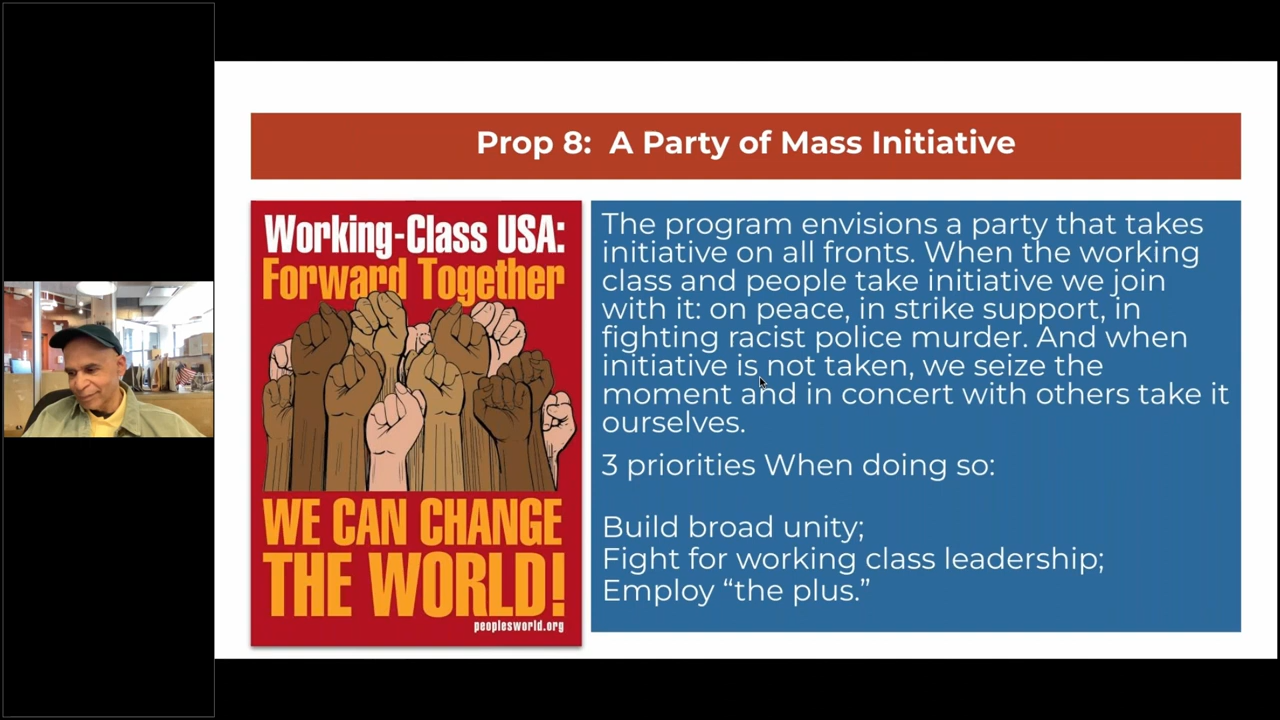 Prop 8: A Party of Mass Initiative
Working-Class USA:
Forward Together
WE CAN CHANGE
THE WORLD!
peoplesworld.org
The program envisions a party that takes
initiative on all fronts. When the working
class and people take initiative we join
with it: on peace, in strike support, in
fighting racist police murder. And when
initiative is not taken, we seize the
moment and in concert with others take it
ourselves.
3 priorities When doing so:
Build broad unity;
Fight for working class leadership;
Employ “the plus.”